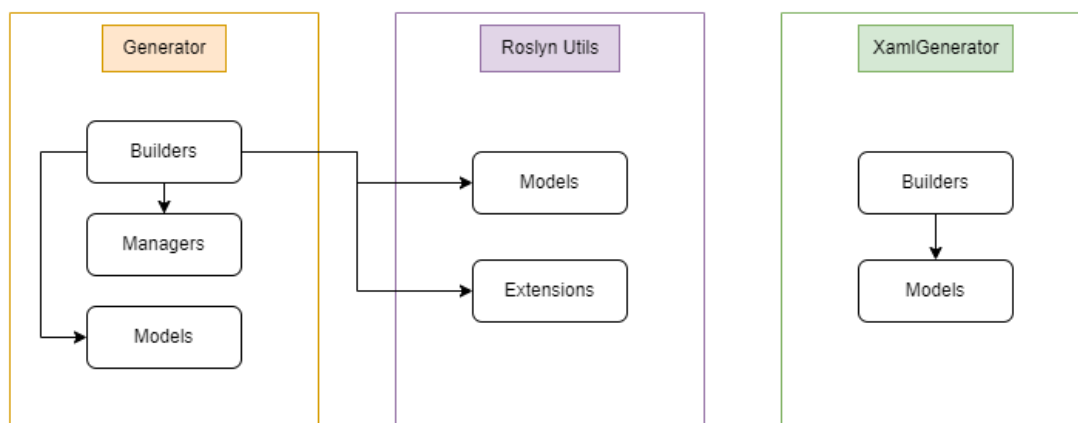 Generator
Builders
Managers
Models
Roslyn Utils
Models
Extensions
XamlGenerator
Builders
Models